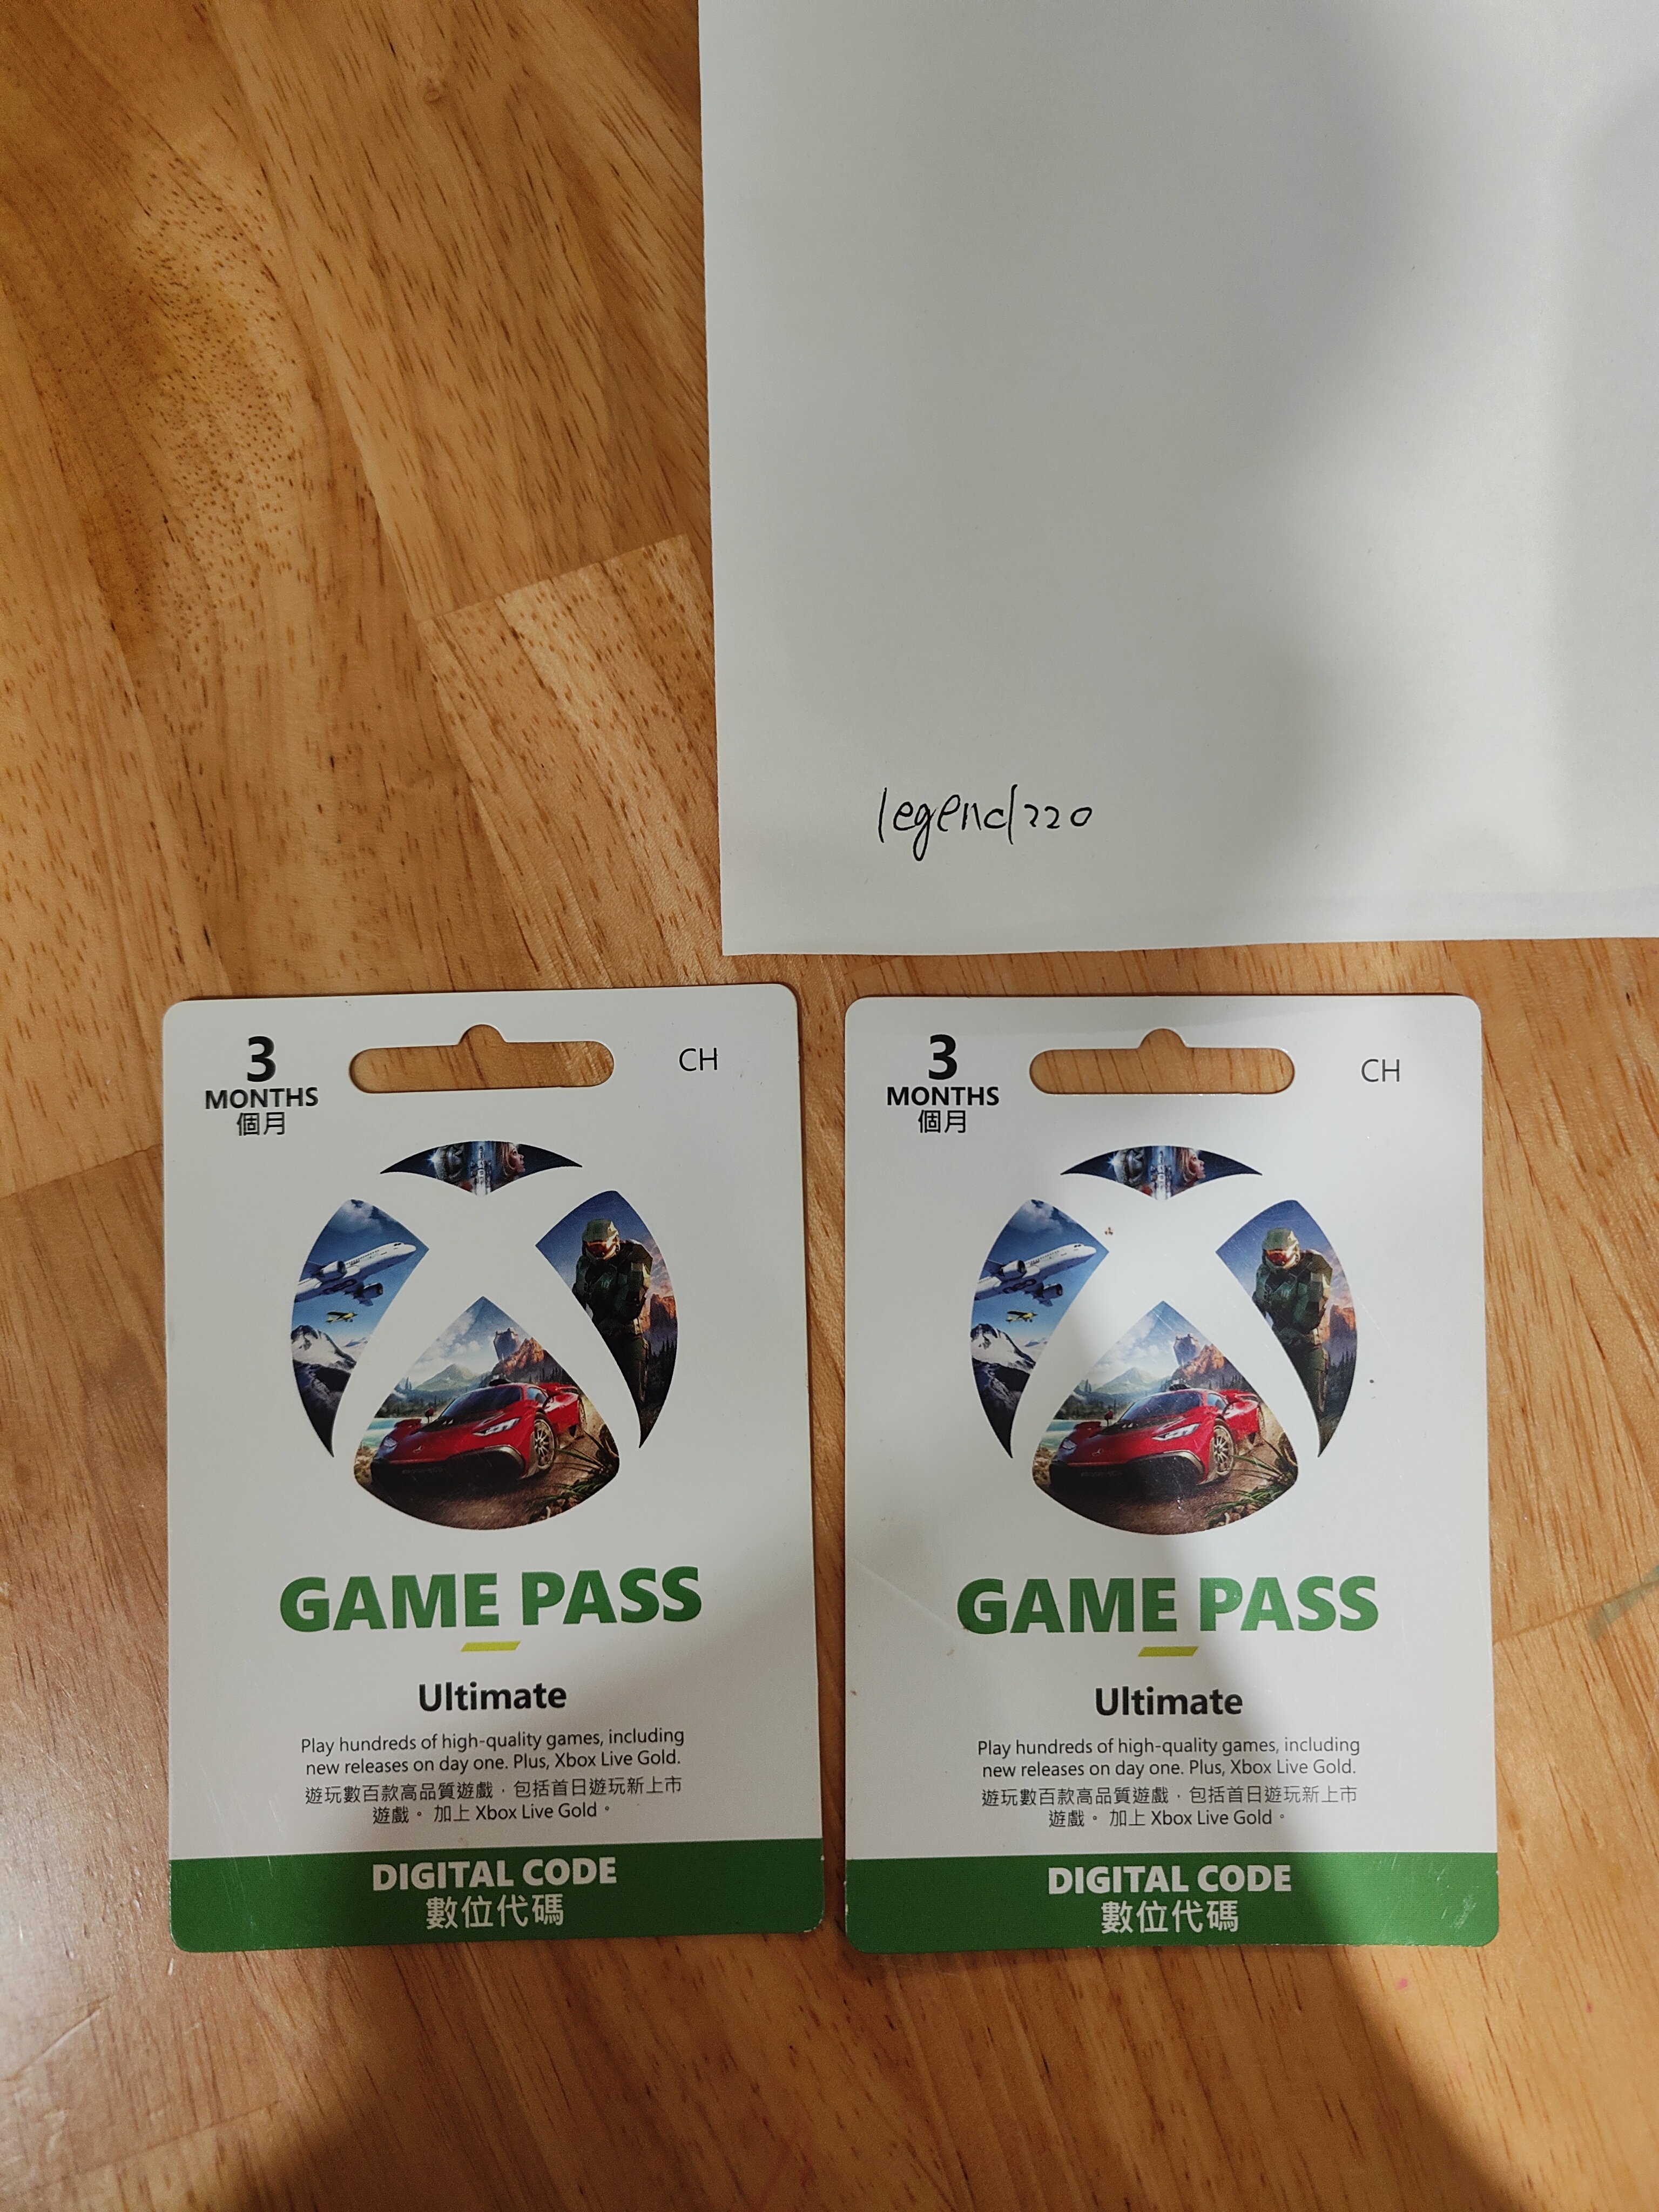 legend220
3
MONTHS
個月
CH
GAME PASS
Ultimate
Play hundreds of high-quality games, including
new releases on day one. Plus, Xbox Live Gold.
遊玩數百款高品質遊戲，包括首日遊玩新上市
遊戲。 加上 Xbox Live Gold。
DIGITAL CODE
數位代碼
3
MONTHS
個月
CH
GAME PASS
Ultimate
Play hundreds of high-quality games, including
new releases on day one. Plus, Xbox Live Gold.
遊玩數百款高品質遊戲，包括首日遊玩新上市
遊戲。 加上 Xbox Live Gold。
DIGITAL CODE
數位代碼